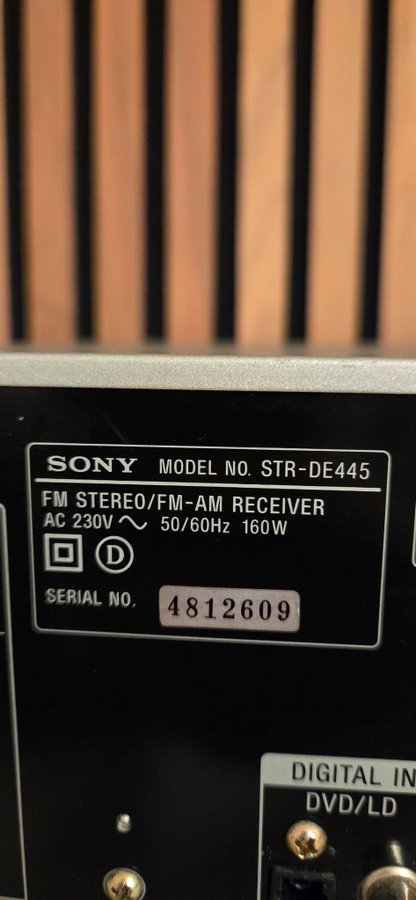 SONY MODEL NO. STR-DE445
FM STEREO/FM-AM RECEIVER
AC 230V ~ 50/60Hz 160W
D
SERIAL NO. 4812609
DIGITAL IN
DVD/LD